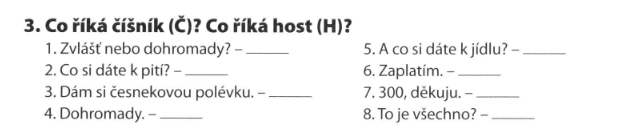 3. Co říká číšník (Č)? Co říká host (H)?
1. Zvlášť nebo dohromady? – ______
2. Co si dáte k pití? – ______
3. Dám si česnekovou polévku. – ______
4. Dohromady. – ______
5. A co si dáte k jídlu? – ______
6. Zaplatím. – ______
7. 300, děkuju. – ______
8. To je všechno? – ______